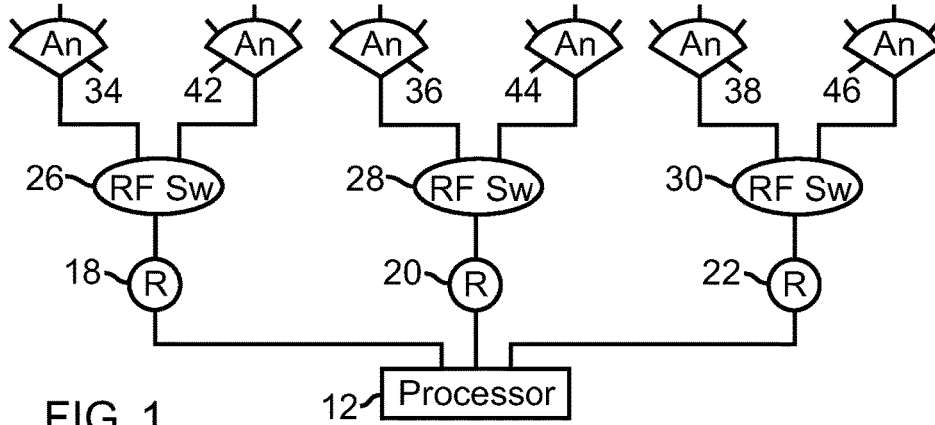 An An An An An An
34 42 36 44 38 46
26 RF Sw 28 RF Sw 30 RF Sw
18 R 20 R 22 R
12 Processor
FIG. 1